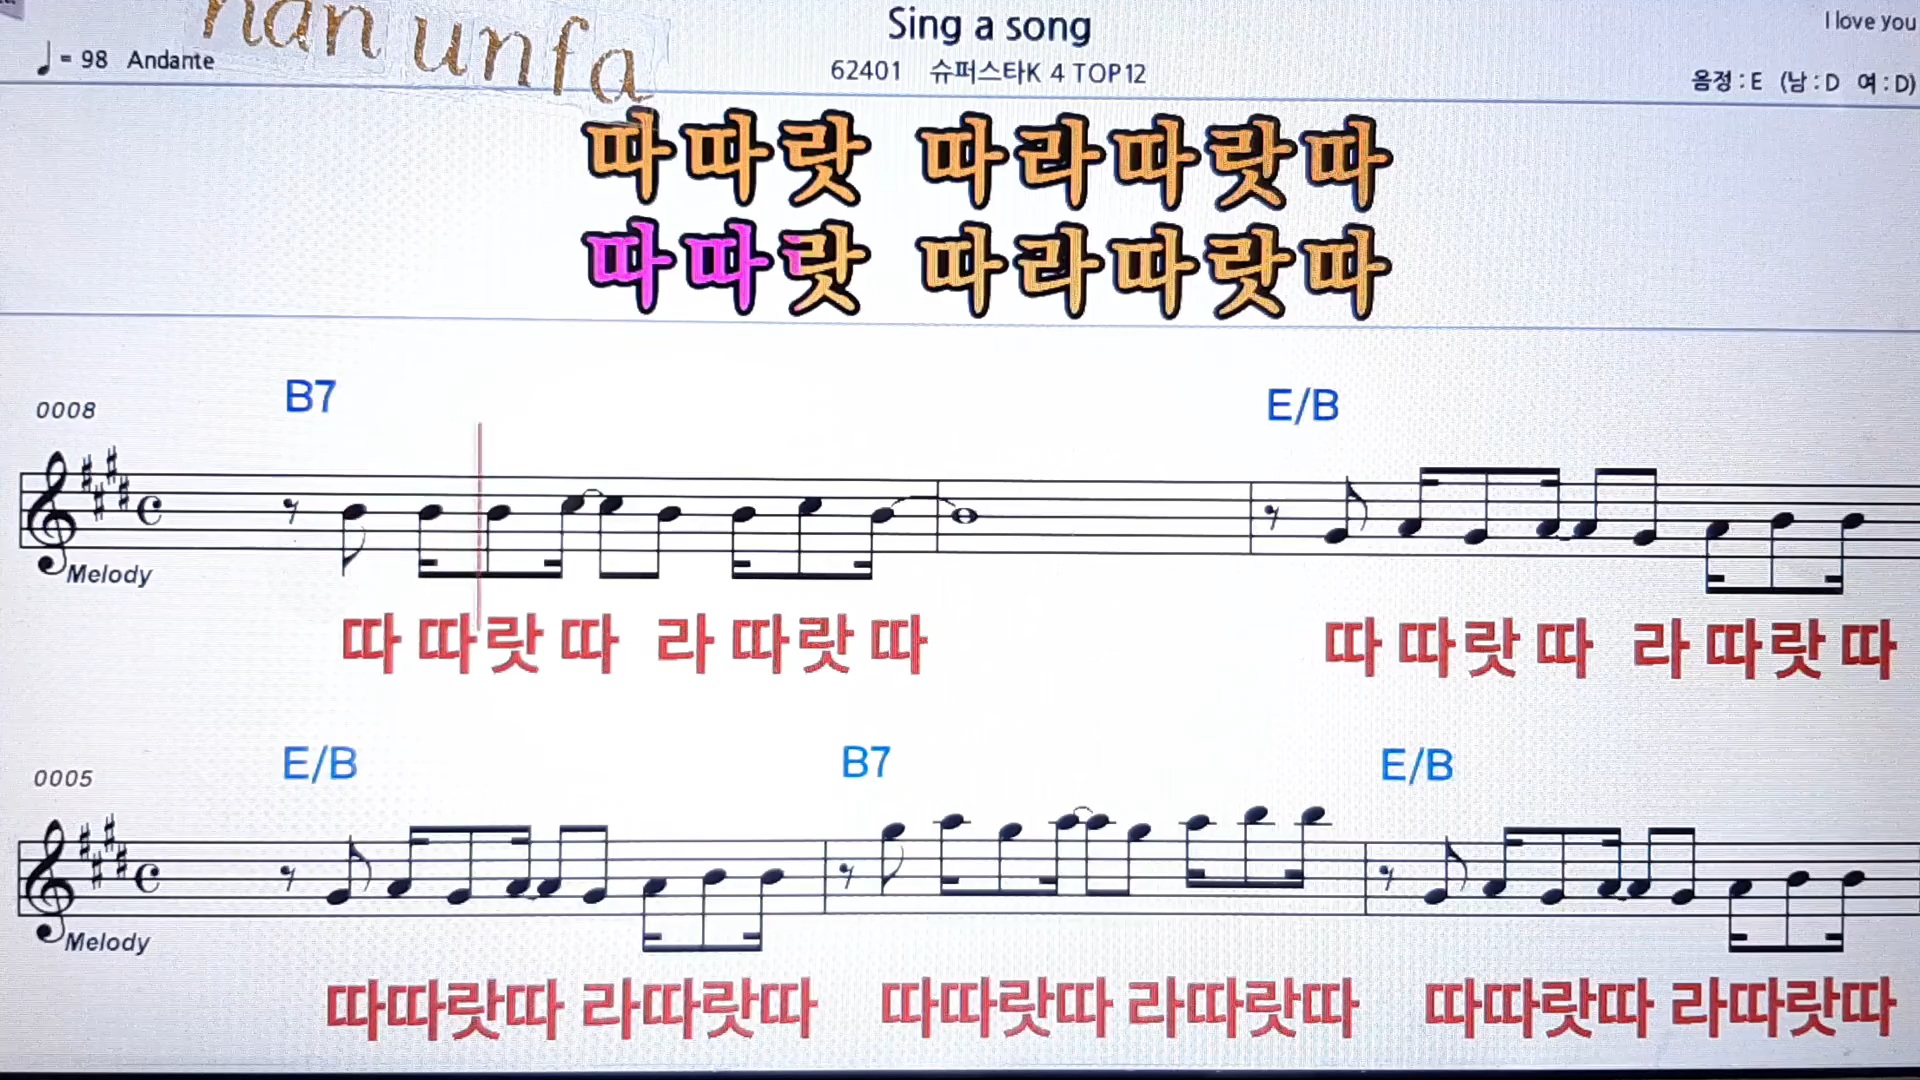 nan unfa
Sing a song
I love you
= 98 Andante
62401 슈퍼스타K 4 TOP12
음정 : E (남 : D 여 : D)
따따랏 따라따랏따
따따랏 따라따랏따
B7 E/B
0008
Melody
따 따랏 따 라 따랏 따 따 따랏 따 라 따랏 따
E/B B7 E/B
0005
Melody
따따랏따 라따랏따 따따랏따 라따랏따 따따랏따 라따랏따